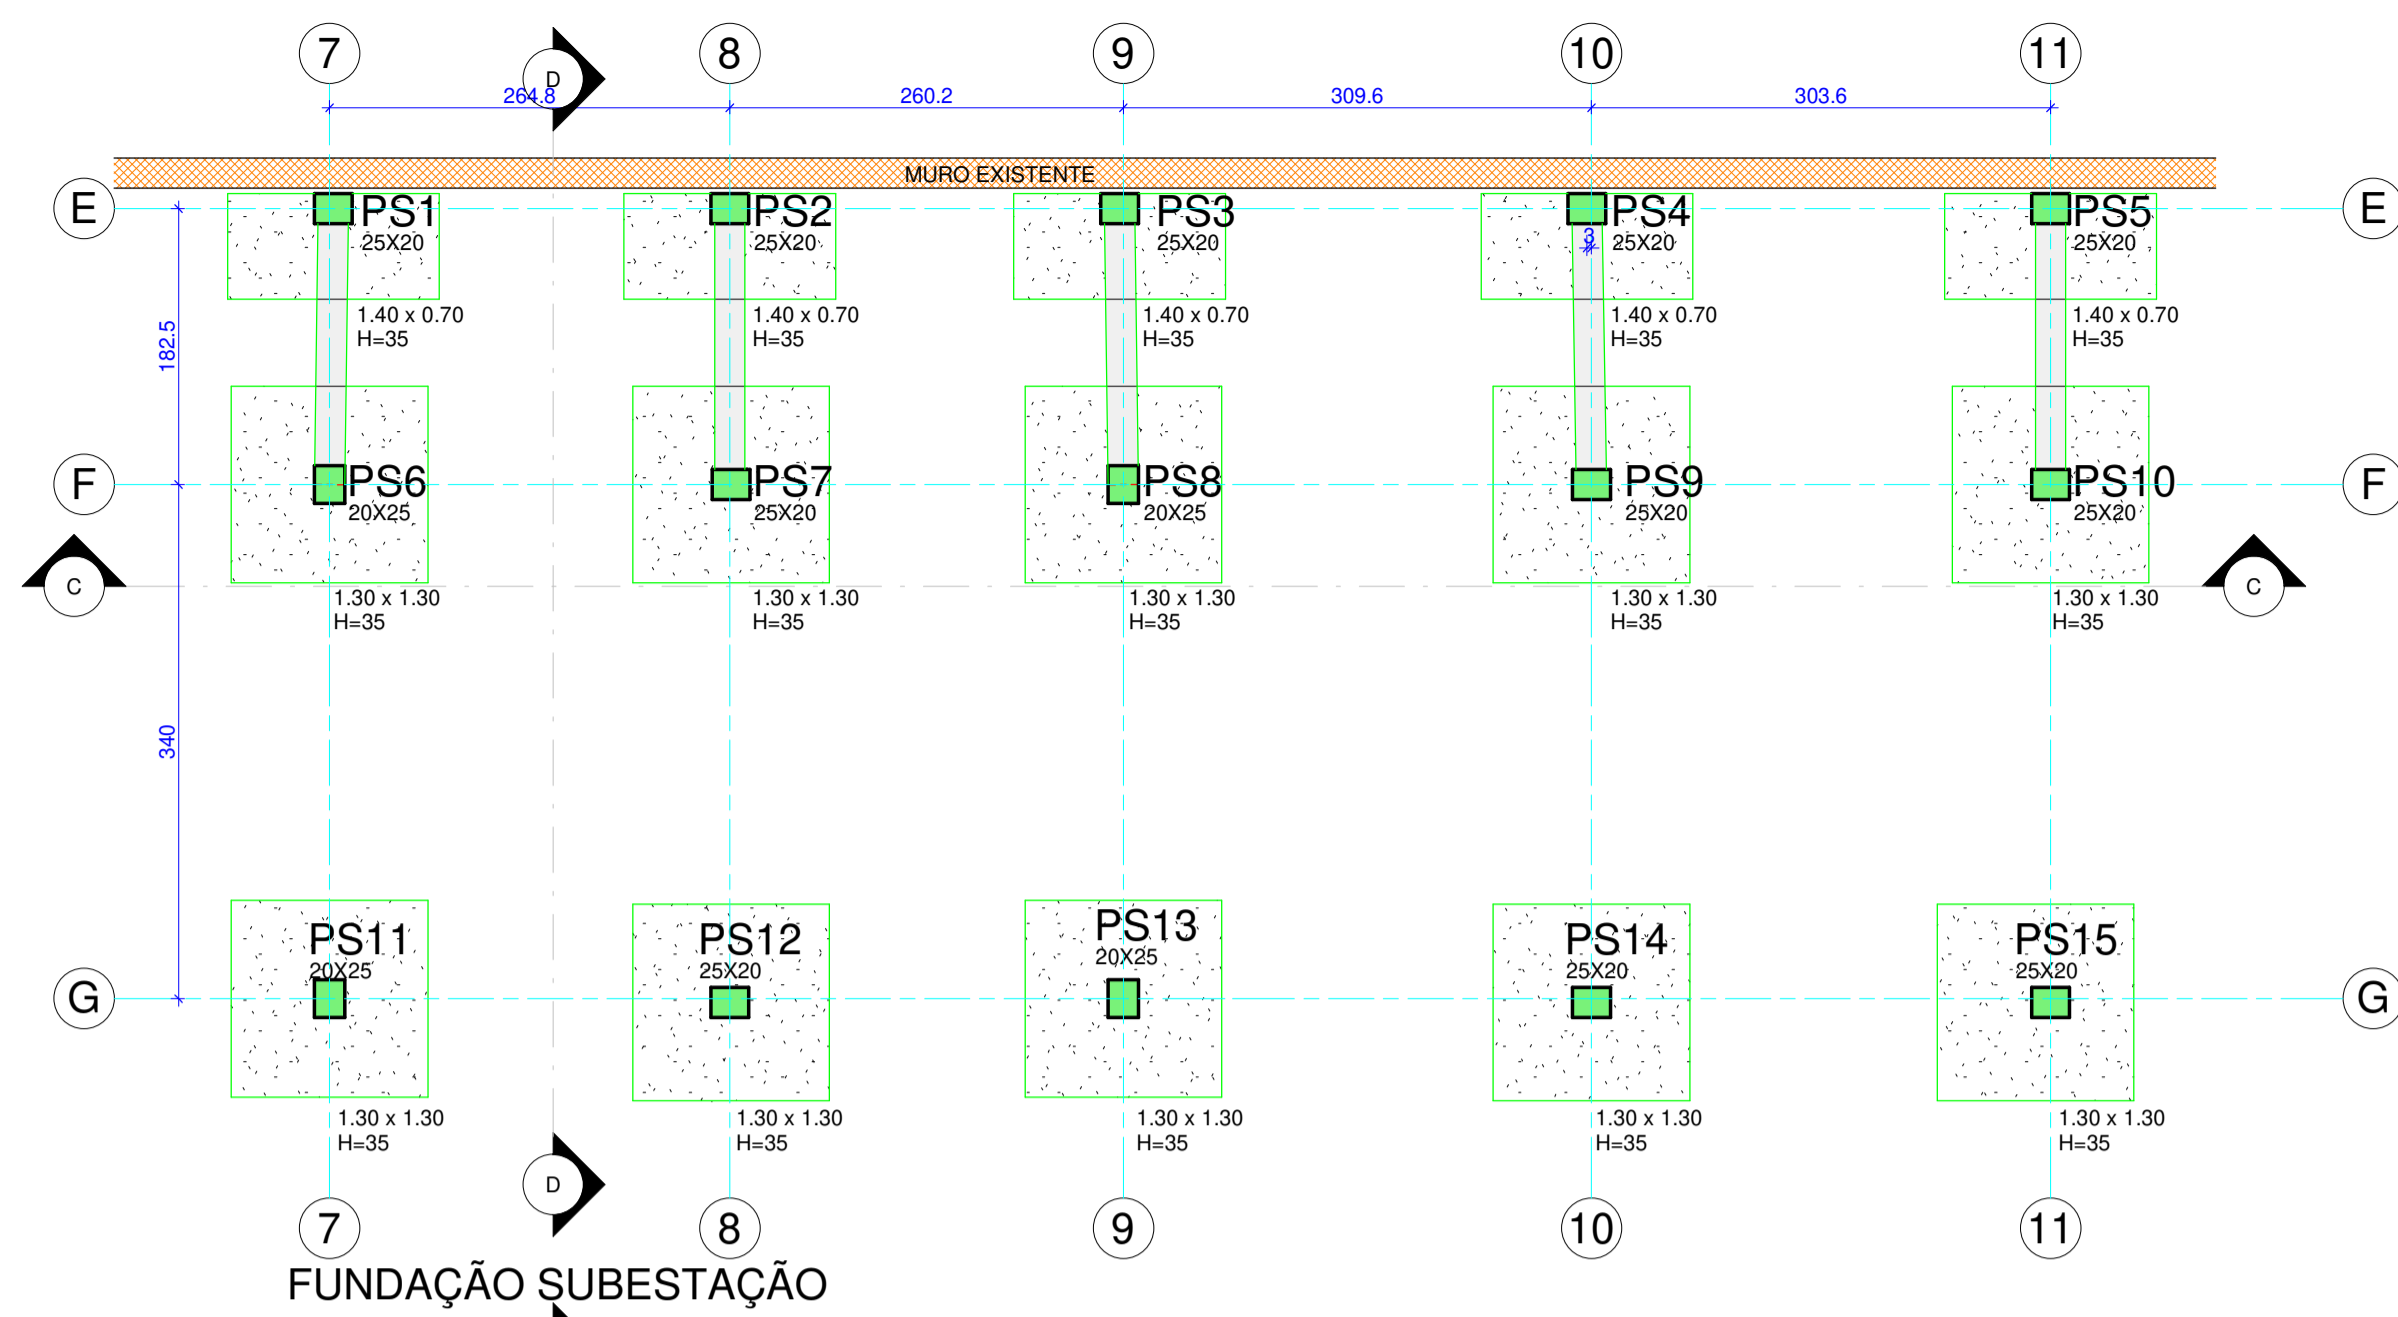 7
8
9
10
11
D
264.8
260.2
309.6
303.6
MURO EXISTENTE
E
PS1
25X20
PS2
25X20
PS3
25X20
PS4
25X20
PS5
25X20
E
3
1.40 x 0.70
H=35
1.40 x 0.70
H=35
1.40 x 0.70
H=35
1.40 x 0.70
H=35
1.40 x 0.70
H=35
182.5
F
PS6
20X25
PS7
25X20
PS8
20X25
PS9
25X20
PS10
25X20
F
C
C
1.30 x 1.30
H=35
1.30 x 1.30
H=35
1.30 x 1.30
H=35
1.30 x 1.30
H=35
1.30 x 1.30
H=35
340
PS11
20X25
PS12
25X20
PS13
20X25
PS14
25X20
PS15
25X20
G
G
1.30 x 1.30
H=35
1.30 x 1.30
H=35
1.30 x 1.30
H=35
1.30 x 1.30
H=35
1.30 x 1.30
H=35
D
7
8
9
10
11
FUNDAÇÃO SUBESTAÇÃO